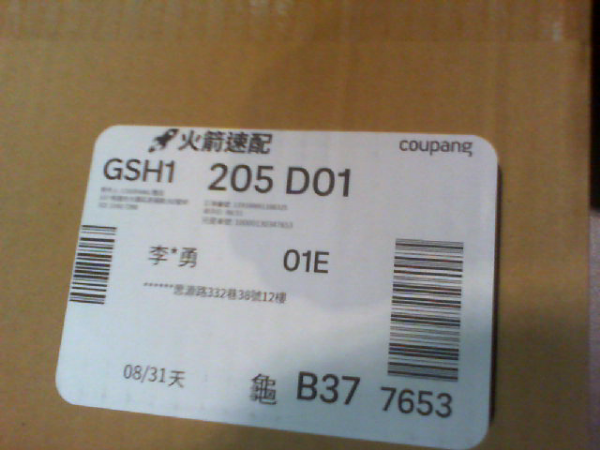 火箭速配 coupang
GSH1 205 D01
李*勇 01E
******思源路332巷38號12樓
08/31天 龜 B37 7653